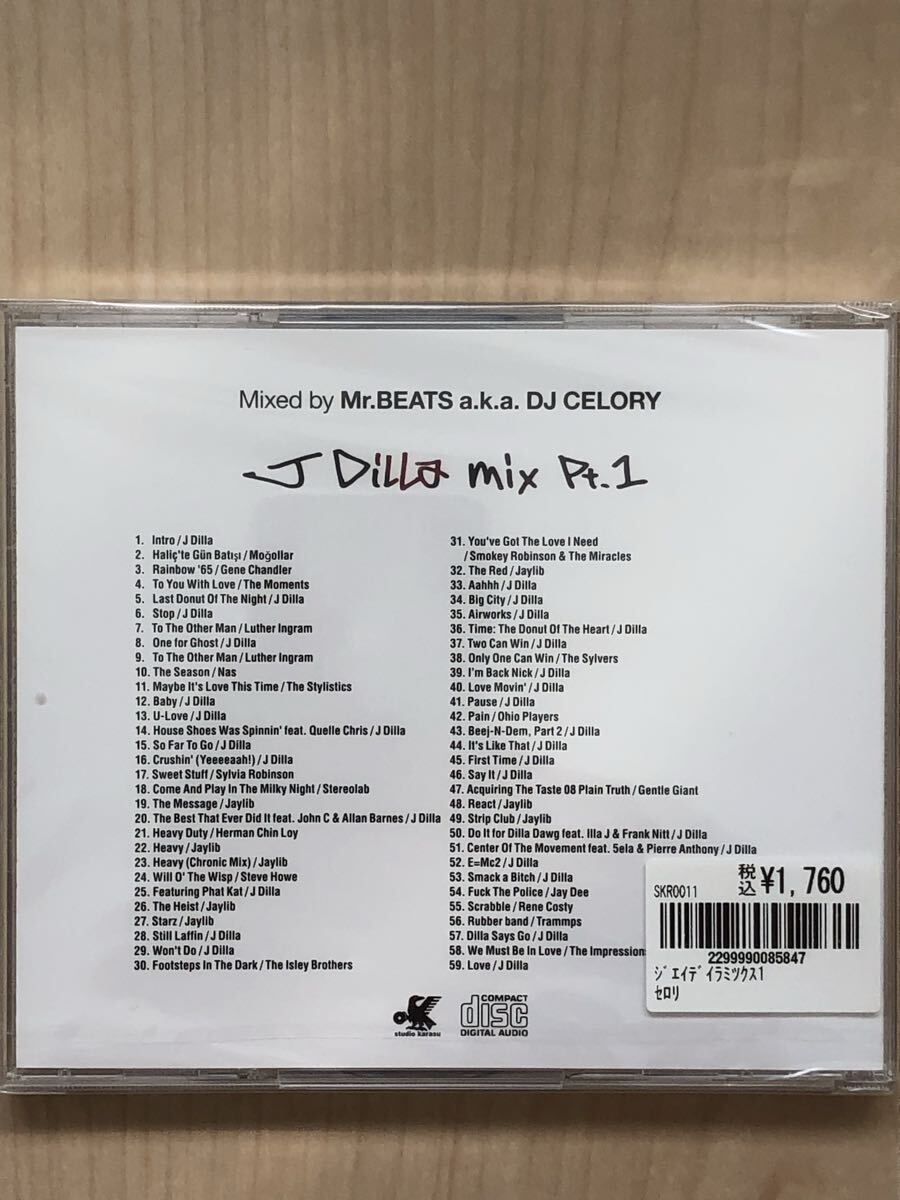 Mixed by Mr.BEATS a.k.a. DJ CELORY
J Dilla mix Pt.1
1. Intro / J Dilla
2. Haliç'te Gün Batışı / Moğollar
3. Rainbow '65 / Gene Chandler
4. To You With Love / The Moments
5. Last Donut Of The Night / J Dilla
6. Stop / J Dilla
7. To The Other Man / Luther Ingram
8. One for Ghost / J Dilla
9. To The Other Man / Luther Ingram
10. The Season / Nas
11. Maybe It's Love This Time / The Stylistics
12. Baby / J Dilla
13. U-Love / J Dilla
14. House Shoes Was Spinnin' feat. Quelle Chris / J Dilla
15. So Far To Go / J Dilla
16. Crushin' (Yeeeeaah!) / J Dilla
17. Sweet Stuff / Sylvia Robinson
18. Come And Play In The Milky Night / Stereolab
19. The Message / Jaylib
20. The Best That Ever Did It feat. John C & Allan Barnes / J Dilla
21. Heavy Duty / Herman Chin Loy
22. Heavy / Jaylib
23. Heavy (Chronic Mix) / Jaylib
24. Will O' The Wisp / Steve Howe
25. Featuring Phat Kat / J Dilla
26. The Heist / Jaylib
27. Starz / Jaylib
28. Still Laffin / J Dilla
29. Won't Do / J Dilla
30. Footsteps In The Dark / The Isley Brothers
31. You've Got The Love I Need
/ Smokey Robinson & The Miracles
32. The Red / Jaylib
33. Aahhh / J Dilla
34. Big City / J Dilla
35. Airworks / J Dilla
36. Time: The Donut Of The Heart / J Dilla
37. Two Can Win / J Dilla
38. Only One Can Win / The Sylvers
39. I'm Back Nick / J Dilla
40. Love Movin' / J Dilla
41. Pause / J Dilla
42. Pain / Ohio Players
43. Beej-N-Dem, Part 2 / J Dilla
44. It's Like That / J Dilla
45. First Time / J Dilla
46. Say It / J Dilla
47. Acquiring The Taste 08 Plain Truth / Gentle Giant
48. React / Jaylib
49. Strip Club / Jaylib
50. Do It for Dilla Dawg feat. Illa J & Frank Nitt / J Dilla
51. Center Of The Movement feat. 5ela & Pierre Anthony / J Dilla
52. E=Mc2 / J Dilla
53. Smack a Bitch / J Dilla
54. Fuck The Police / Jay Dee
55. Scrabble / Rene Costy
56. Rubber band / Trammps
57. Dilla Says Go / J Dilla
58. We Must Be In Love / The Impression
59. Love / J Dilla
studio karasu
COMPACT
disc
DIGITAL AUDIO
SKR0011 税込 ¥1,760
2299990085847
ｼﾞｴｲﾃﾞｲﾗﾐﾂｸｽ1
ｾﾛﾘ